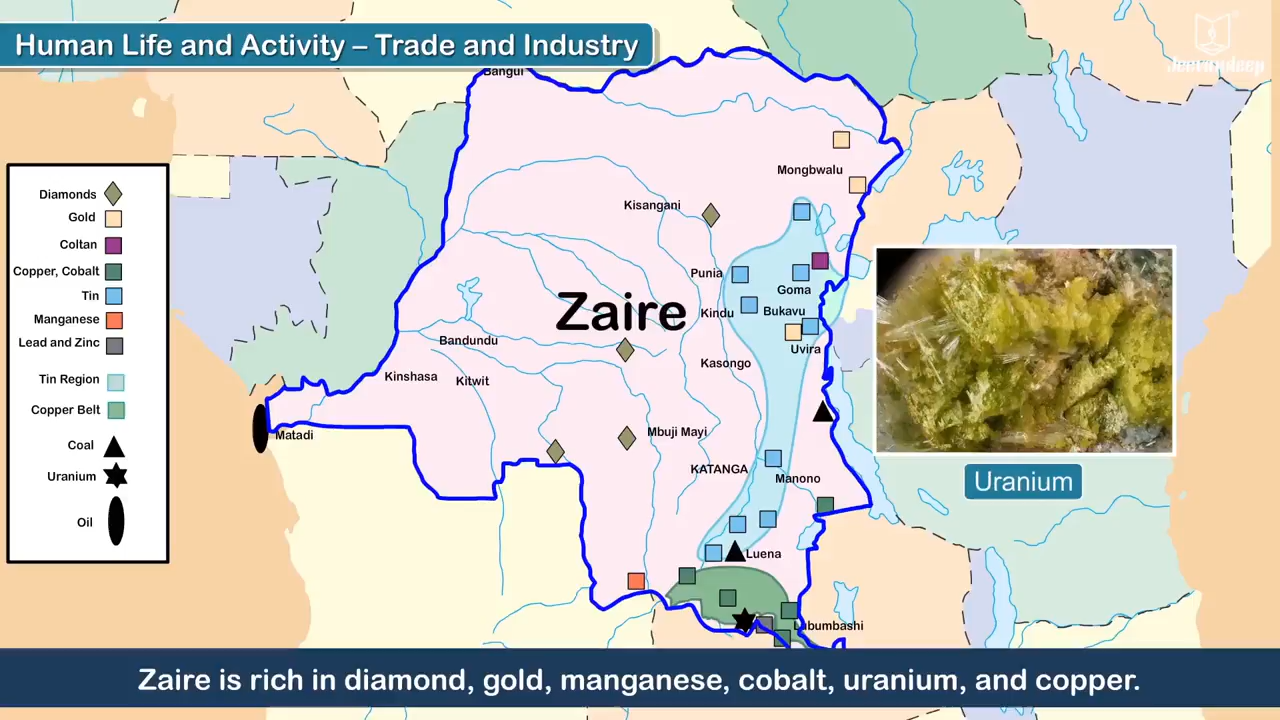 Human Life and Activity – Trade and Industry
Jeevandeep
Bangui
Diamonds
Gold
Coltan
Copper, Cobalt
Tin
Manganese
Lead and Zinc
Tin Region
Copper Belt
Coal
Uranium
Oil
Mongbwalu
Kisangani
Punia
Goma
Zaire
Kindu
Bukavu
Bandundu
Uvira
Kasongo
Kinshasa
Kitwit
Matadi
Mbuji Mayi
KATANGA
Manono
Luena
Lubumbashi
Uranium
Zaire is rich in diamond, gold, manganese, cobalt, uranium, and copper.